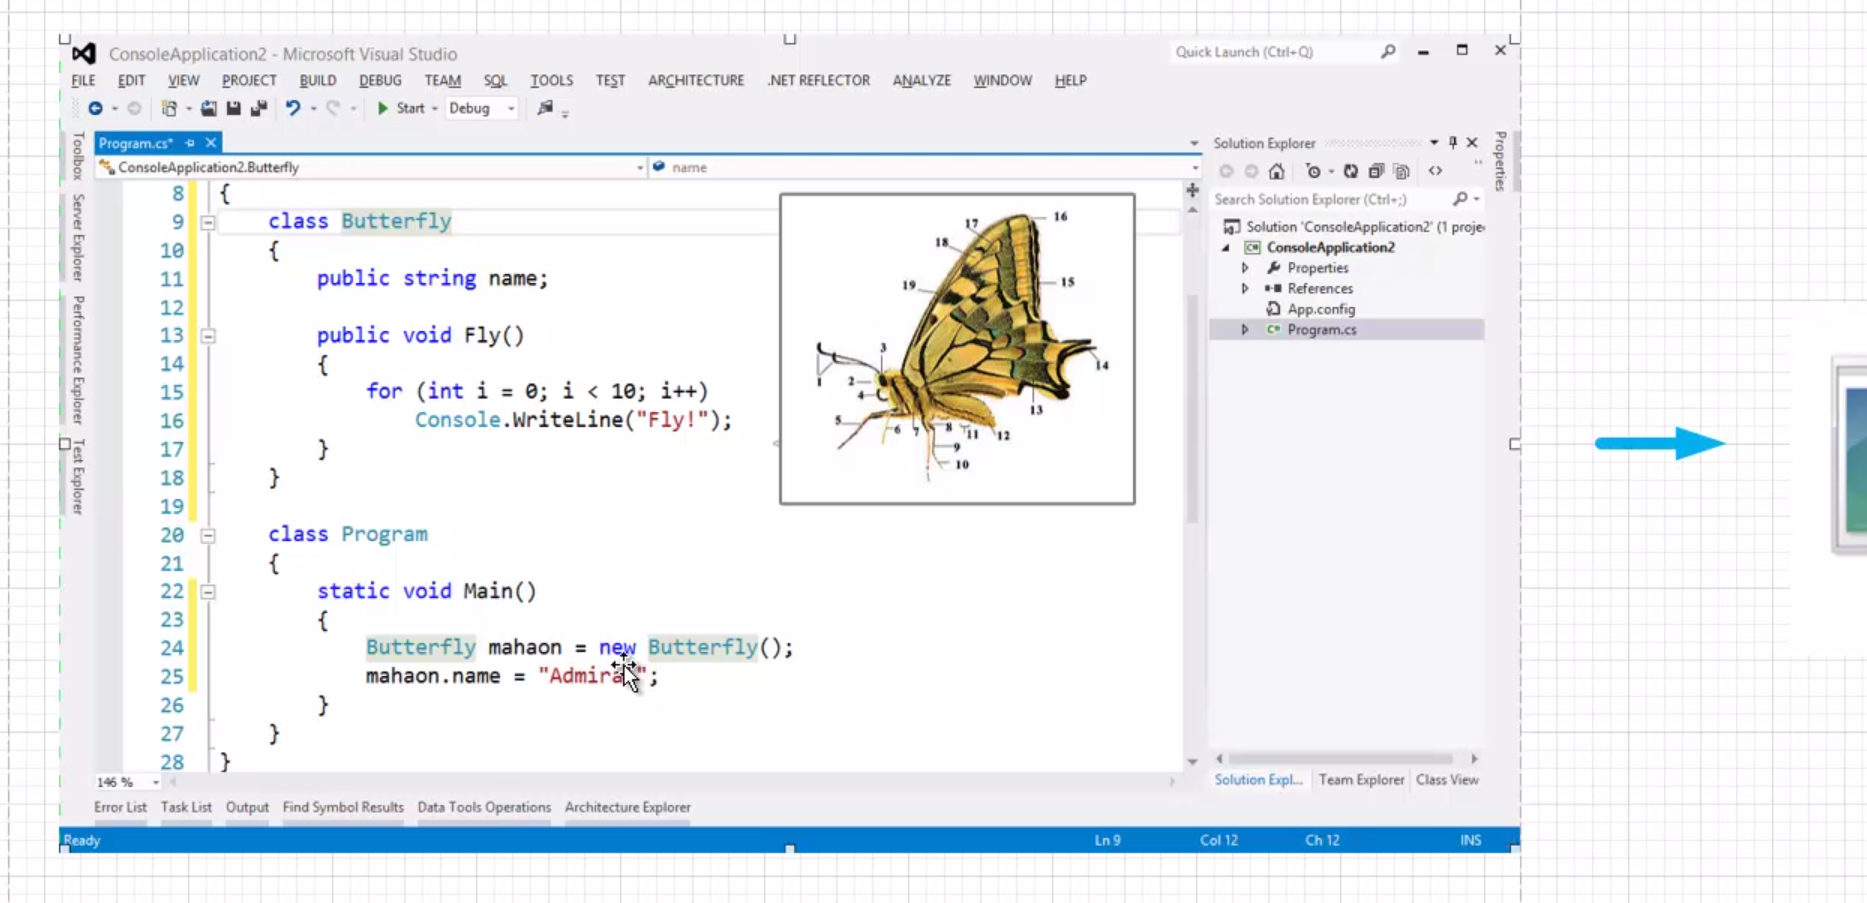 ConsoleApplication2 - Microsoft Visual Studio
Quick Launch (Ctrl+Q)
FILE EDIT VIEW PROJECT BUILD DEBUG TEAM SQL TOOLS TEST ARCHITECTURE .NET REFLECTOR ANALYZE WINDOW HELP
Start Debug
Toolbox
Server Explorer
Performance Explorer
Test Explorer
Program.cs*
ConsoleApplication2.Butterfly name
8 {
9 class Butterfly
10 {
11 public string name;
12
13 public void Fly()
14 {
15 for (int i = 0; i < 10; i++)
16 Console.WriteLine("Fly!");
17 }
18 }
19
20 class Program
21 {
22 static void Main()
23 {
24 Butterfly mahaon = new Butterfly();
25 mahaon.name = "Admira";
26 }
27 }
28 }
16
17
18
15
19
3
14
1
2
4
13
5
6
7
8
11
12
9
10
146 %
Solution Explorer
Properties
Search Solution Explorer (Ctrl+;)
Solution 'ConsoleApplication2' (1 proje
ConsoleApplication2
Properties
References
App.config
C# Program.cs
Solution Expl... Team Explorer Class View
Error List Task List Output Find Symbol Results Data Tools Operations Architecture Explorer
Ready Ln 9 Col 12 Ch 12 INS